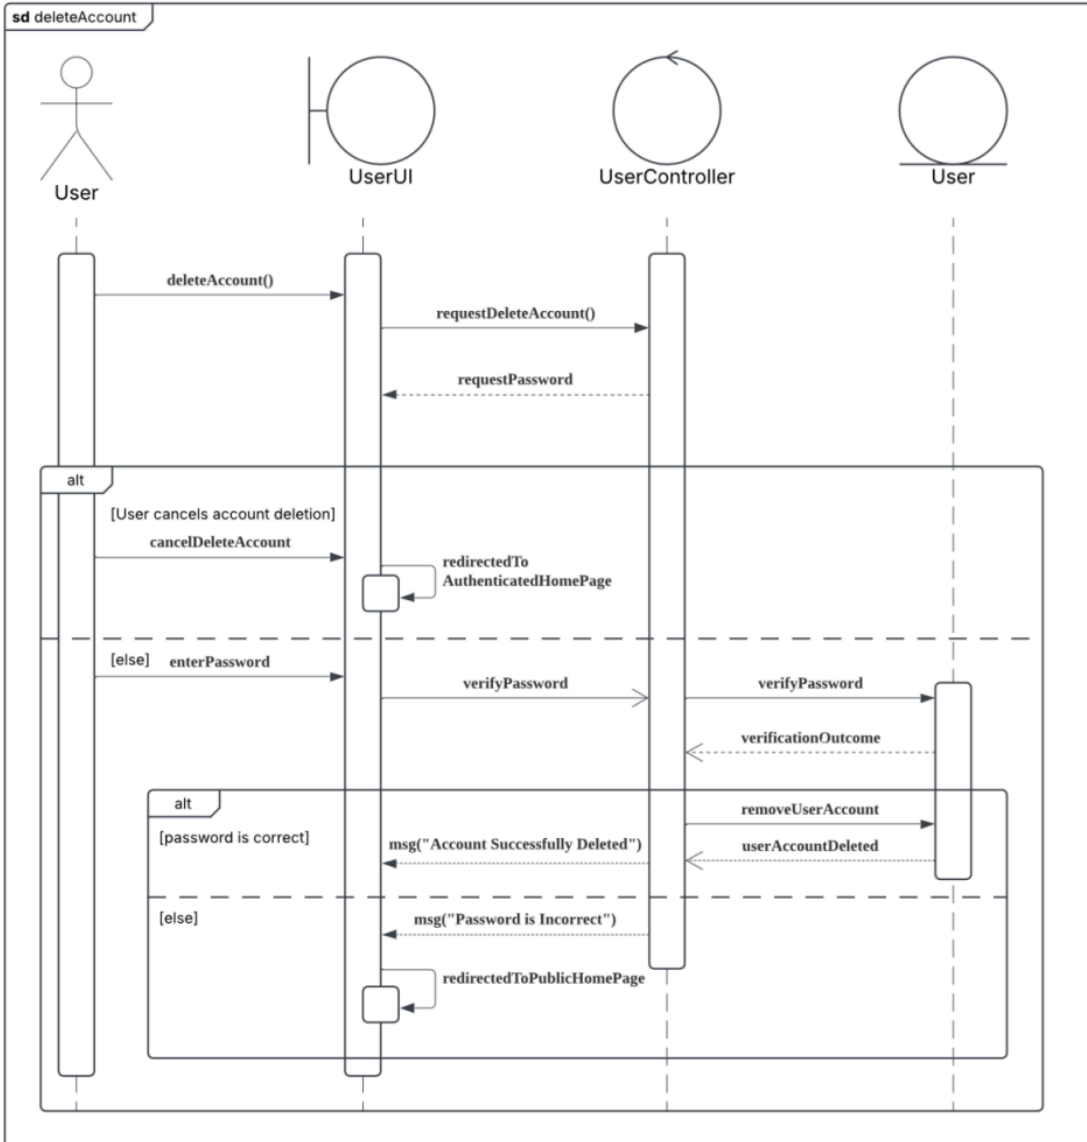 sd deleteAccount
User
UserUI
UserController
User
deleteAccount()
requestDeleteAccount()
requestPassword
alt
[User cancels account deletion]
cancelDeleteAccount
redirectedTo
AuthenticatedHomePage
[else]
enterPassword
verifyPassword
verifyPassword
verificationOutcome
alt
[password is correct]
removeUserAccount
msg("Account Successfully Deleted")
userAccountDeleted
[else]
msg("Password is Incorrect")
redirectedToPublicHomePage